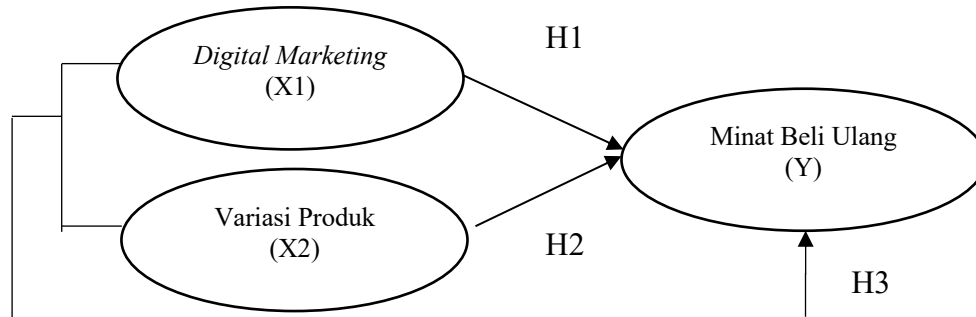 H1
Digital Marketing
(X1)
Minat Beli Ulang
(Y)
Variasi Produk
(X2)
H2
H3